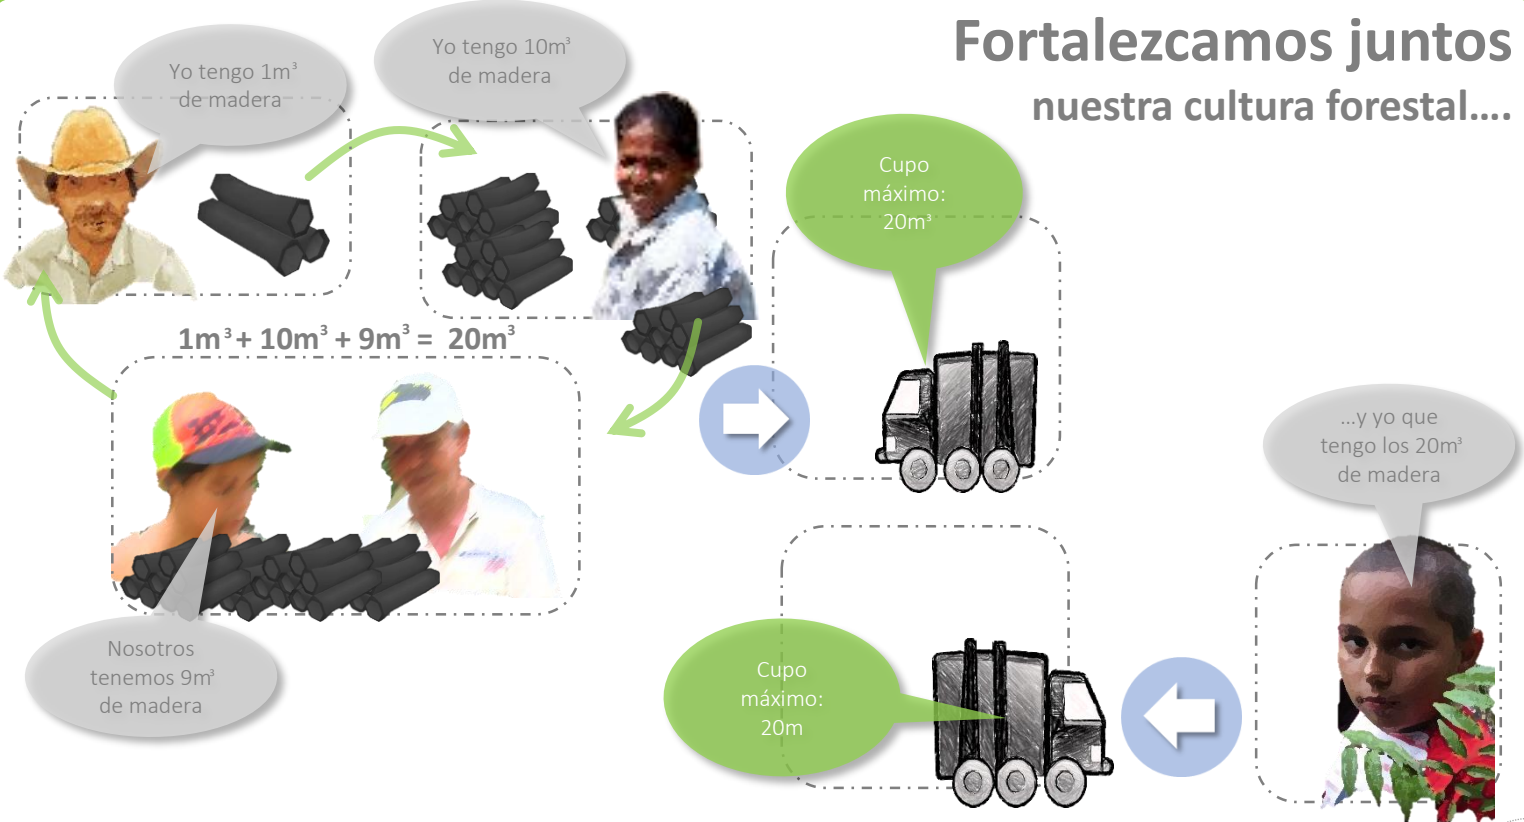 Fortalezcamos juntos
nuestra cultura forestal....
Yo tengo 1m³
de madera
Yo tengo 10m³
de madera
Cupo
máximo:
20m³
1m³ + 10m³ + 9m³ = 20m³
...y yo que
tengo los 20m³
de madera
Nosotros
tenemos 9m³
de madera
Cupo
máximo:
20m